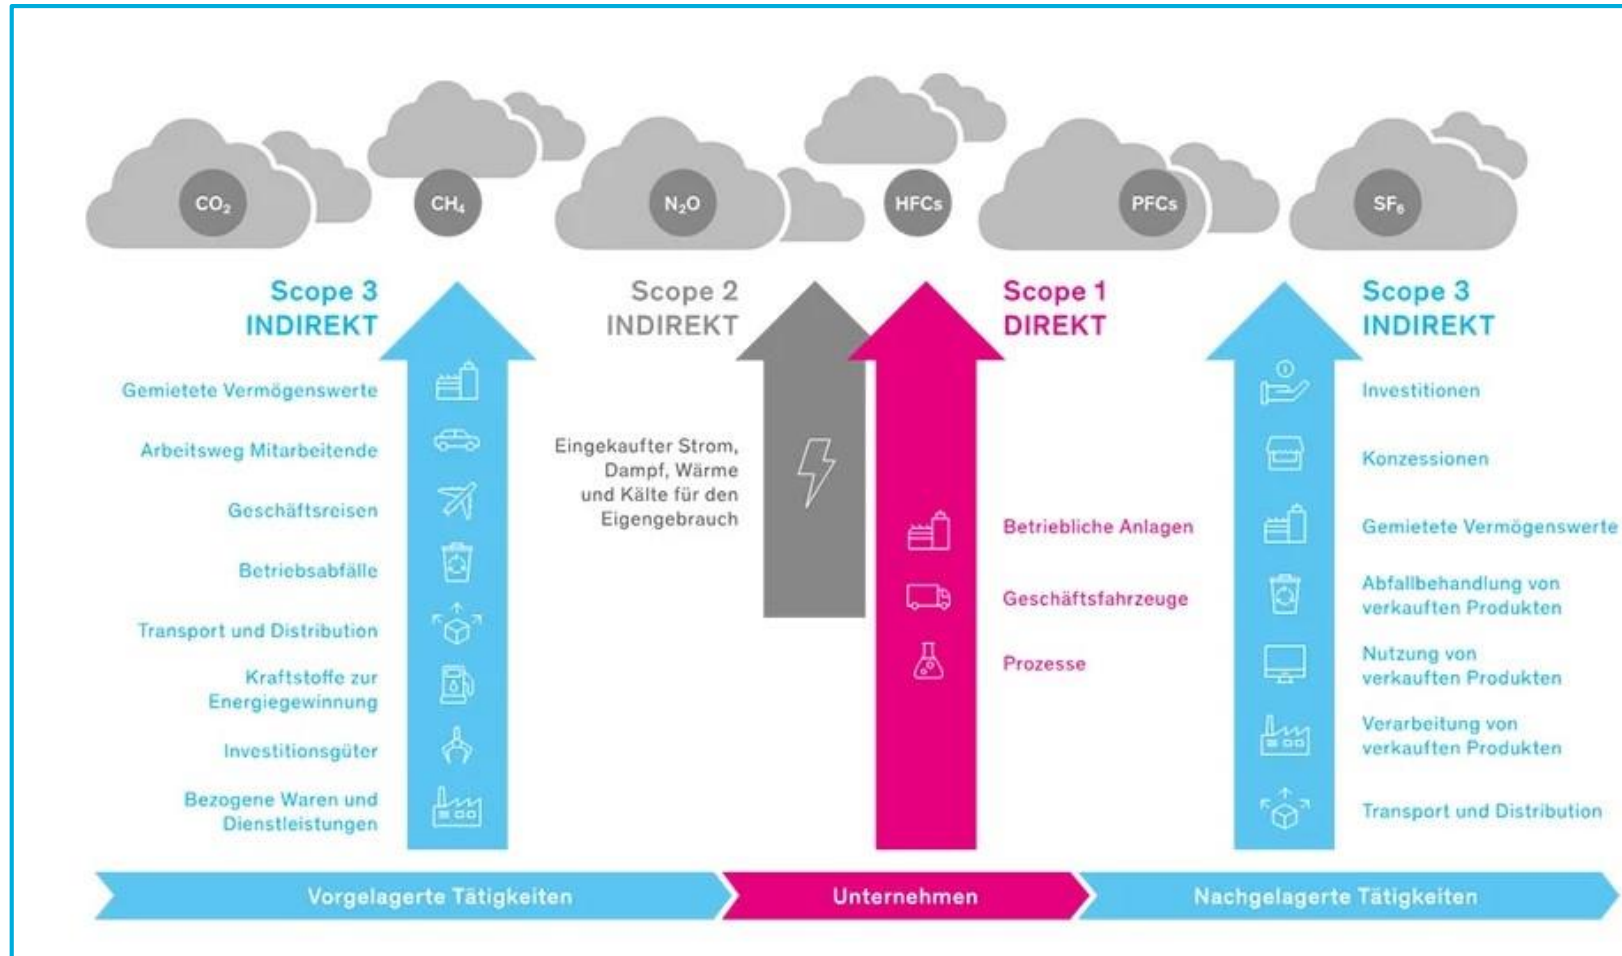 CO₂
CH₄
N₂O
HFCs
PFCs
SF₆
Scope 3
INDIREKT
Gemietete Vermögenswerte
Arbeitsweg Mitarbeitende
Geschäftsreisen
Betriebsabfälle
Transport und Distribution
Kraftstoffe zur
Energiegewinnung
Investitionsgüter
Bezogene Waren und
Dienstleistungen
Scope 2
INDIREKT
Eingekaufter Strom,
Dampf, Wärme
und Kälte für den
Eigengebrauch
Scope 1
DIREKT
Betriebliche Anlagen
Geschäftsfahrzeuge
Prozesse
Scope 3
INDIREKT
Investitionen
Konzessionen
Gemietete Vermögenswerte
Abfallbehandlung von
verkauften Produkten
Nutzung von
verkauften Produkten
Verarbeitung von
verkauften Produkten
Transport und Distribution
Vorgelagerte Tätigkeiten
Unternehmen
Nachgelagerte Tätigkeiten